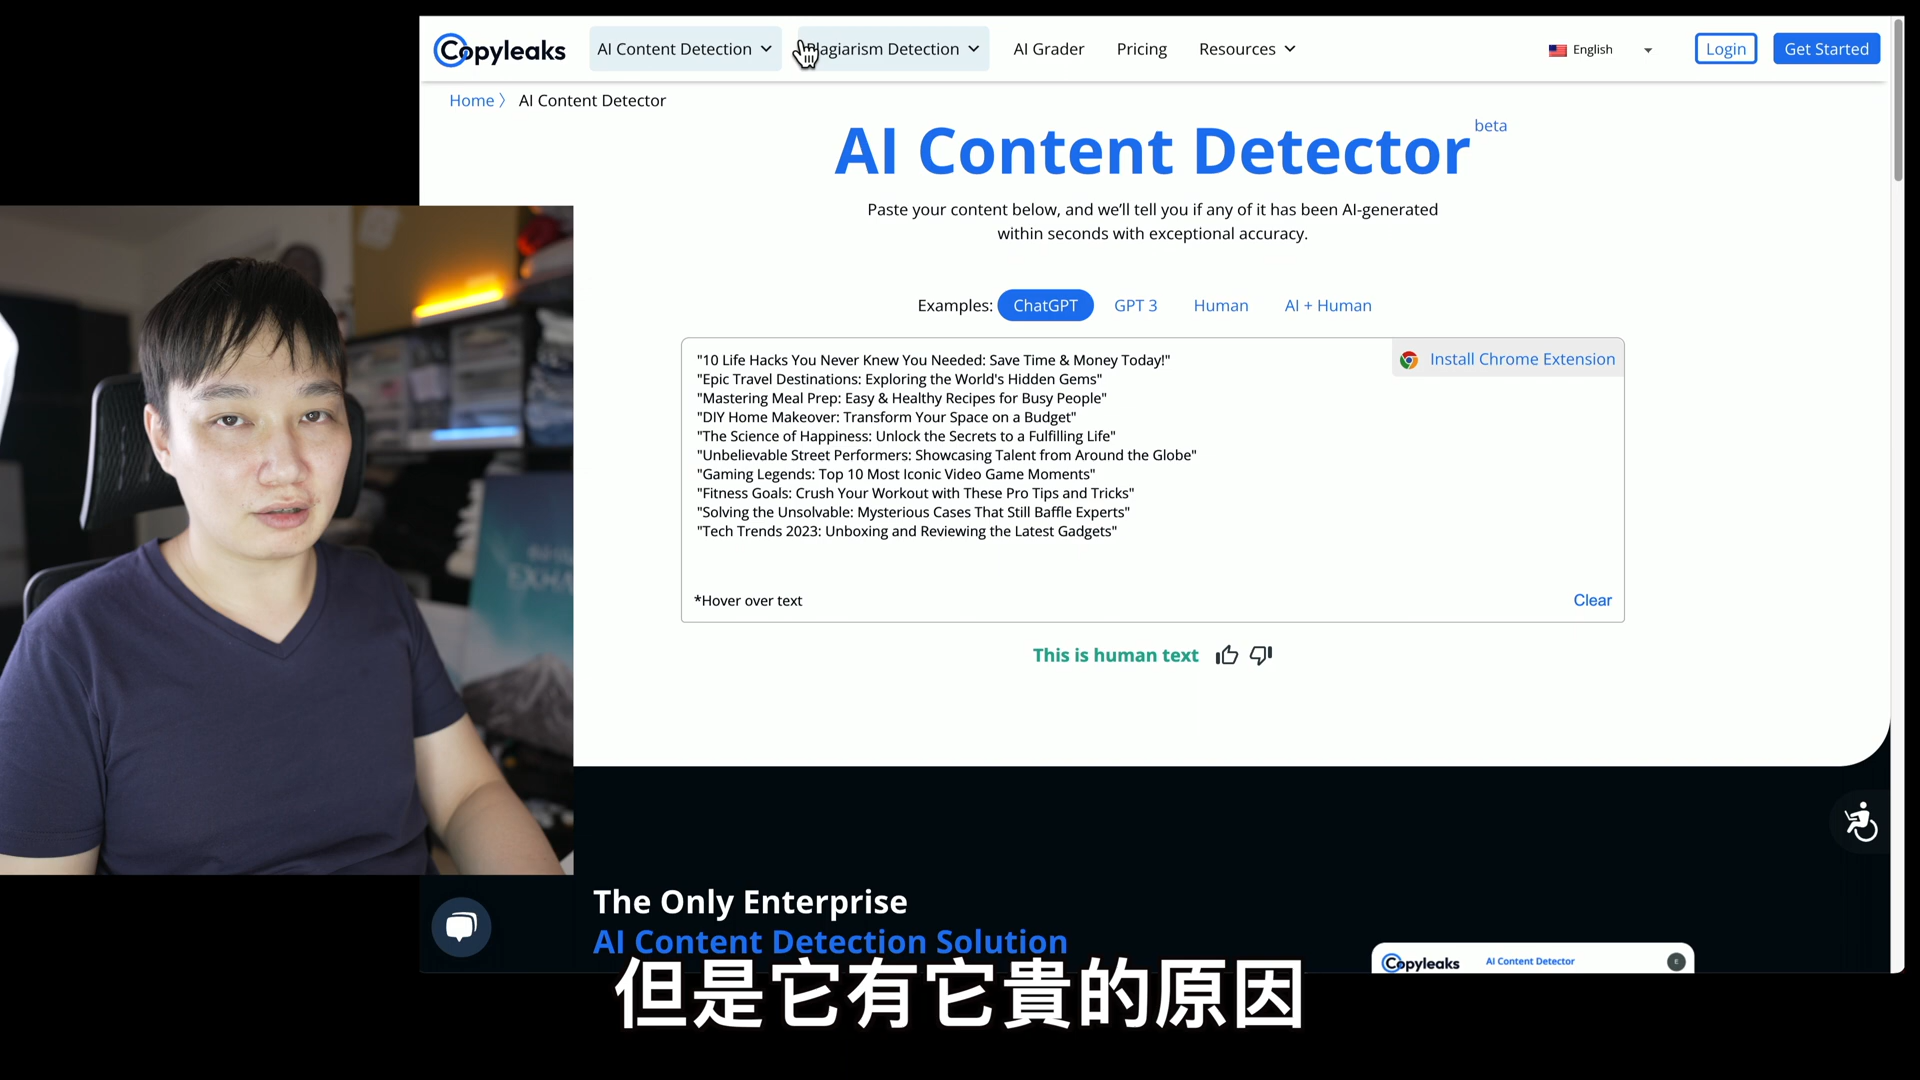 Copyleaks
AI Content Detection
Plagiarism Detection
AI Grader
Pricing
Resources
English
Login
Get Started
Home 〉 AI Content Detector
AI Content Detector beta
Paste your content below, and we'll tell you if any of it has been AI-generated
within seconds with exceptional accuracy.
Examples: ChatGPT GPT 3 Human AI + Human
Install Chrome Extension
"10 Life Hacks You Never Knew You Needed: Save Time & Money Today!"
"Epic Travel Destinations: Exploring the World's Hidden Gems"
"Mastering Meal Prep: Easy & Healthy Recipes for Busy People"
"DIY Home Makeover: Transform Your Space on a Budget"
"The Science of Happiness: Unlock the Secrets to a Fulfilling Life"
"Unbelievable Street Performers: Showcasing Talent from Around the Globe"
"Gaming Legends: Top 10 Most Iconic Video Game Moments"
"Fitness Goals: Crush Your Workout with These Pro Tips and Tricks"
"Solving the Unsolvable: Mysterious Cases That Still Baffle Experts"
"Tech Trends 2023: Unboxing and Reviewing the Latest Gadgets"
*Hover over text
Clear
This is human text
The Only Enterprise
AI Content Detection Solution
Copyleaks AI Content Detector E
但是它有它貴的原因